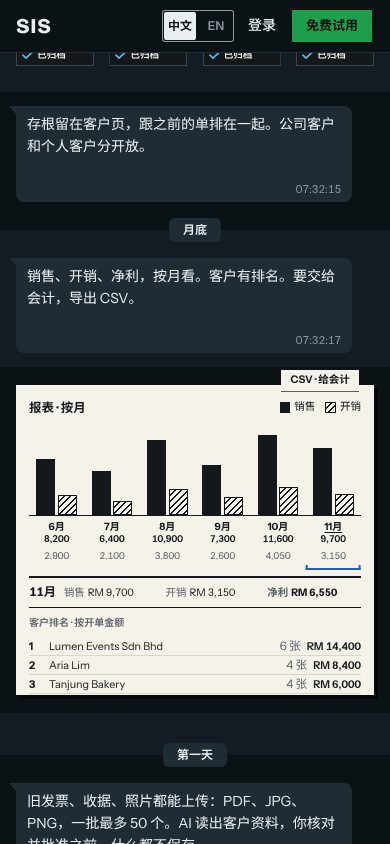 SIS
中文 EN 登录 免费试用
已归档 已归档 已归档 已归档
存根留在客户页，跟之前的单排在一起。公司客户
和个人客户分开放。
07:32:15
月底
销售、开销、净利，按月看。客户有排名。要交给
会计，导出 CSV。
07:32:17
CSV·给会计
报表·按月 销售 开销
6月 7月 8月 9月 10月 11月
8,200 6,400 10,900 7,300 11,600 9,700
2,900 2,100 3,800 2,600 4,050 3,150
11月 销售 RM 9,700 开销 RM 3,150 净利 RM 6,550
客户排名·按开单金额
1 Lumen Events Sdn Bhd 6 张 RM 14,400
2 Aria Lim 4 张 RM 8,400
3 Tanjung Bakery 4 张 RM 6,000
第一天
旧发票、收据、照片都能上传：PDF、JPG、
PNG，一批最多 50 个。AI 读出客户资料，你核对
并批准之前，什么都不保存。